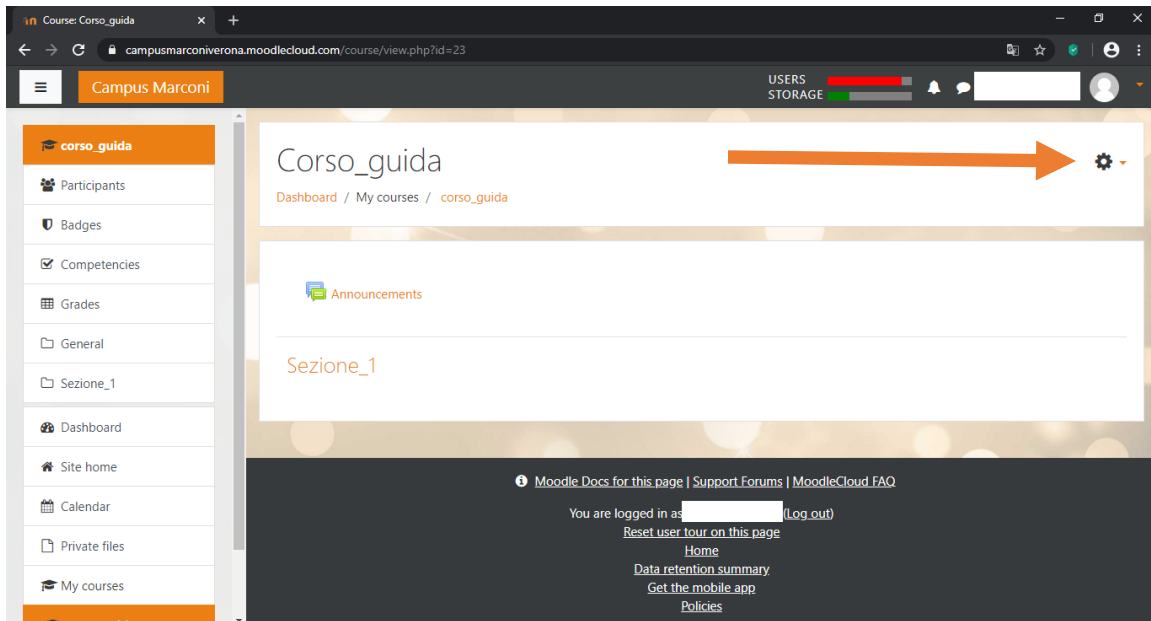 Course: Corso_guida
campusmarconiverona.moodlecloud.com/course/view.php?id=23
Campus Marconi
USERS
STORAGE
corso_guida
Participants
Badges
Competencies
Grades
General
Sezione_1
Dashboard
Site home
Calendar
Private files
My courses
Corso_guida
Dashboard / My courses / corso_guida
Announcements
Sezione_1
Moodle Docs for this page | Support Forums | MoodleCloud FAQ
You are logged in as (Log out)
Reset user tour on this page
Home
Data retention summary
Get the mobile app
Policies